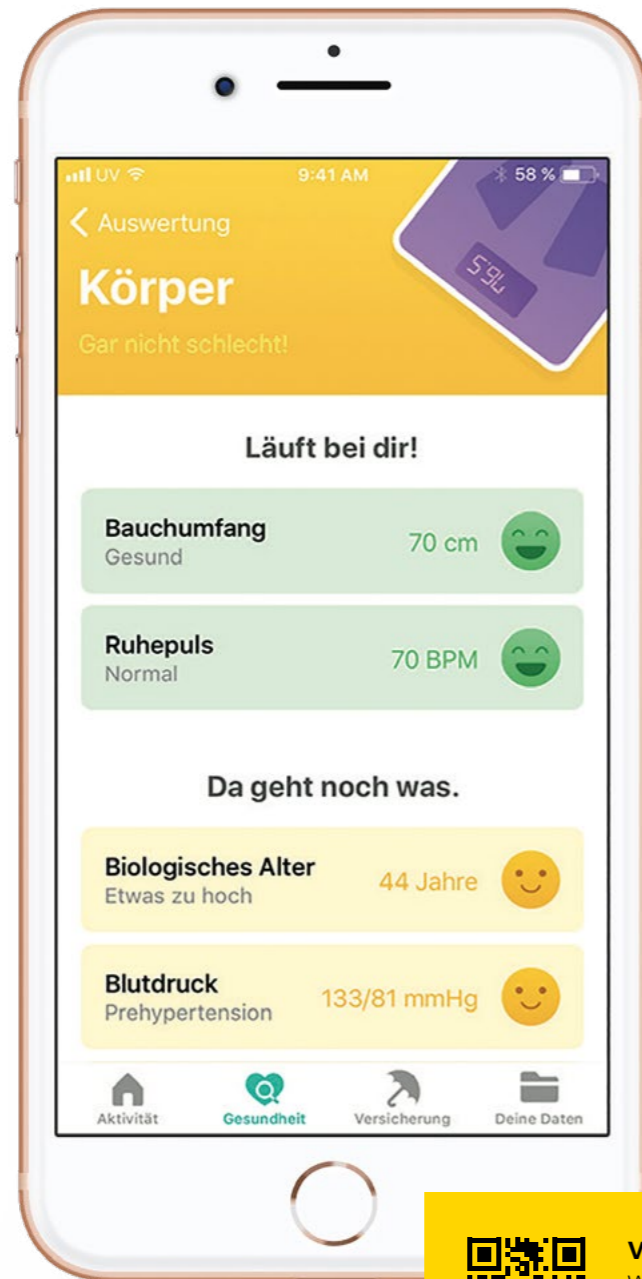 UV
9:41 AM
58 %
Auswertung
Körper
Gar nicht schlecht!
76.5
Läuft bei dir!
Bauchumfang
Gesund
70 cm
Ruhepuls
Normal
70 BPM
Da geht noch was.
Biologisches Alter
Etwas zu hoch
44 Jahre
Blutdruck
Prehypertension
133/81 mmHg
Aktivität
Gesundheit
Versicherung
Deine Daten